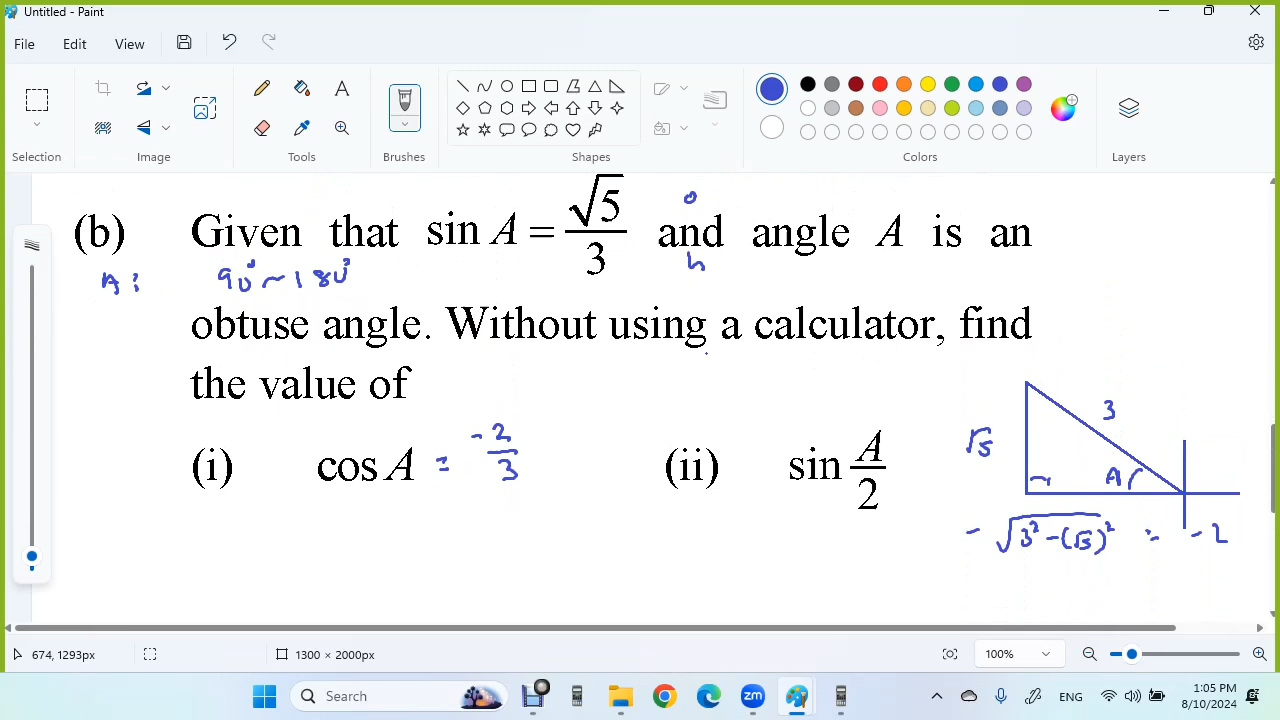 Untitled - Paint
File Edit View
Selection Image Tools Brushes Shapes Colors Layers
(b) Given that sin A = √5/3 and angle A is an
o
h
A : 90° ~ 180°
obtuse angle. Without using a calculator, find
the value of
(i) cos A = -2/3 (ii) sin A/2
3
√5
A
- √(3² - (√5)²) = -2
674, 1293px 1300 × 2000px 100%
Search ENG 1:05 PM
8/10/2024
zm